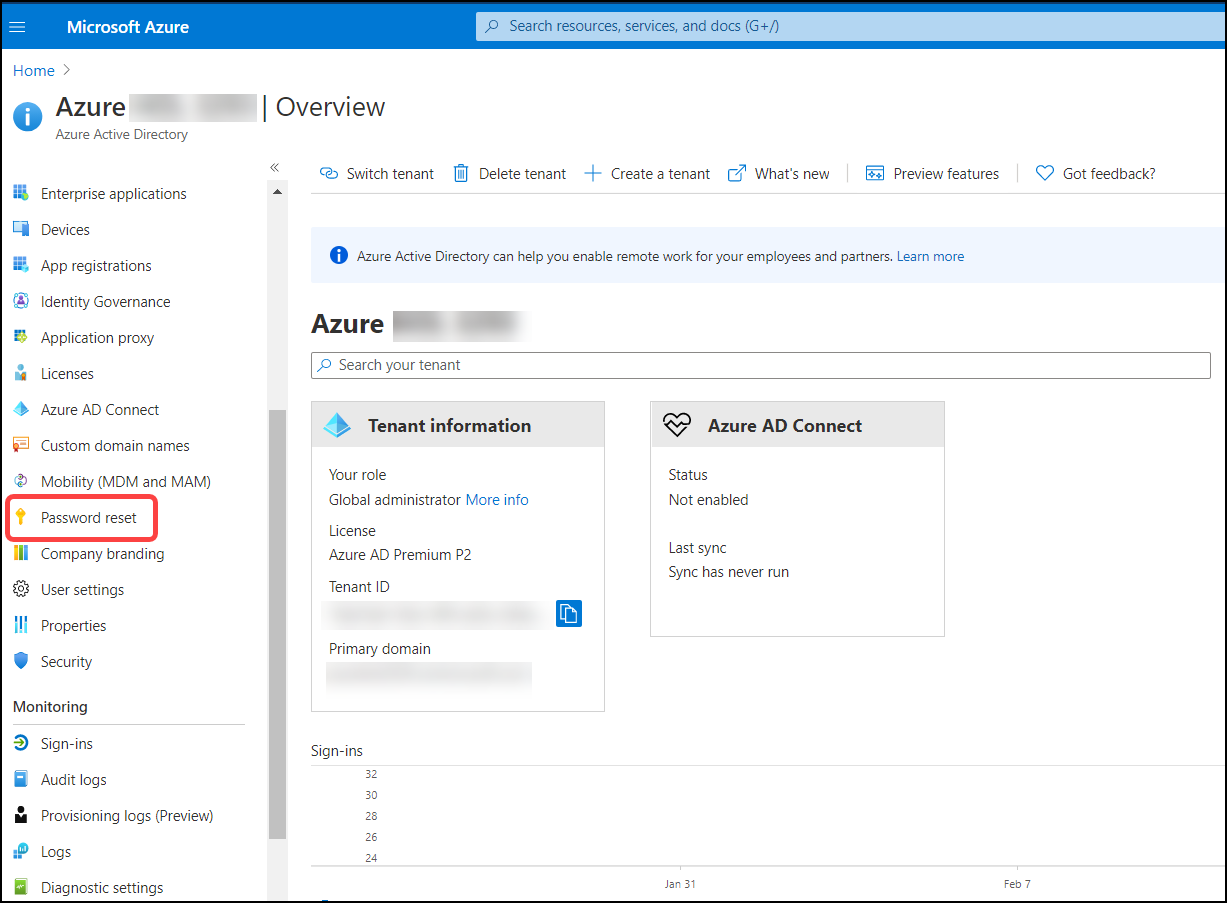 Microsoft Azure
Search resources, services, and docs (G+/)
Home
Azure | Overview
Azure Active Directory
Enterprise applications
Devices
App registrations
Identity Governance
Application proxy
Licenses
Azure AD Connect
Custom domain names
Mobility (MDM and MAM)
Password reset
Company branding
User settings
Properties
Security
Monitoring
Sign-ins
Audit logs
Provisioning logs (Preview)
Logs
Diagnostic settings
Switch tenant
Delete tenant
Create a tenant
What's new
Preview features
Got feedback?
Azure Active Directory can help you enable remote work for your employees and partners. Learn more
Azure
Search your tenant
Tenant information
Your role
Global administrator More info
License
Azure AD Premium P2
Tenant ID
Primary domain
Azure AD Connect
Status
Not enabled
Last sync
Sync has never run
Sign-ins
32
30
28
26
24
Jan 31
Feb 7